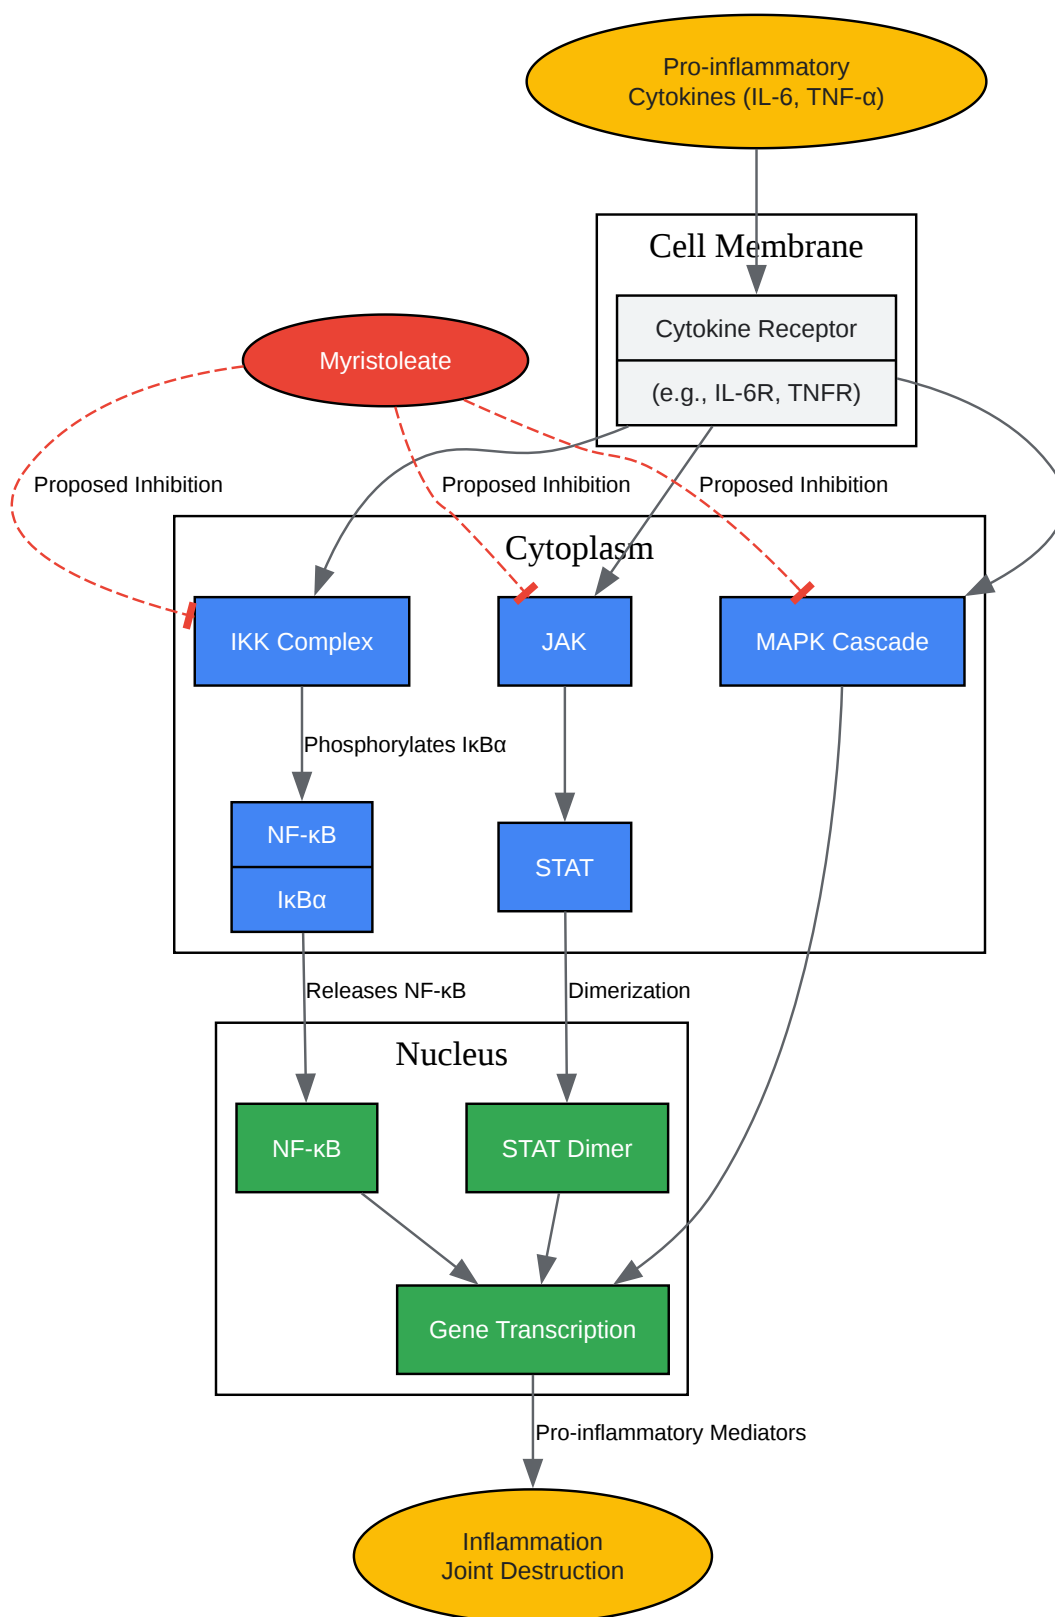 Pro-inflammatory
Cytokines (IL-6, TNF-α)
Cell Membrane
Cytokine Receptor
(e.g., IL-6R, TNFR)
Myristoleate
Proposed Inhibition
Proposed Inhibition
Proposed Inhibition
Cytoplasm
IKK Complex
JAK
MAPK Cascade
Phosphorylates IκBα
NF-κB
IκBα
STAT
Releases NF-κB
Dimerization
Nucleus
NF-κB
STAT Dimer
Gene Transcription
Pro-inflammatory Mediators
Inflammation
Joint Destruction